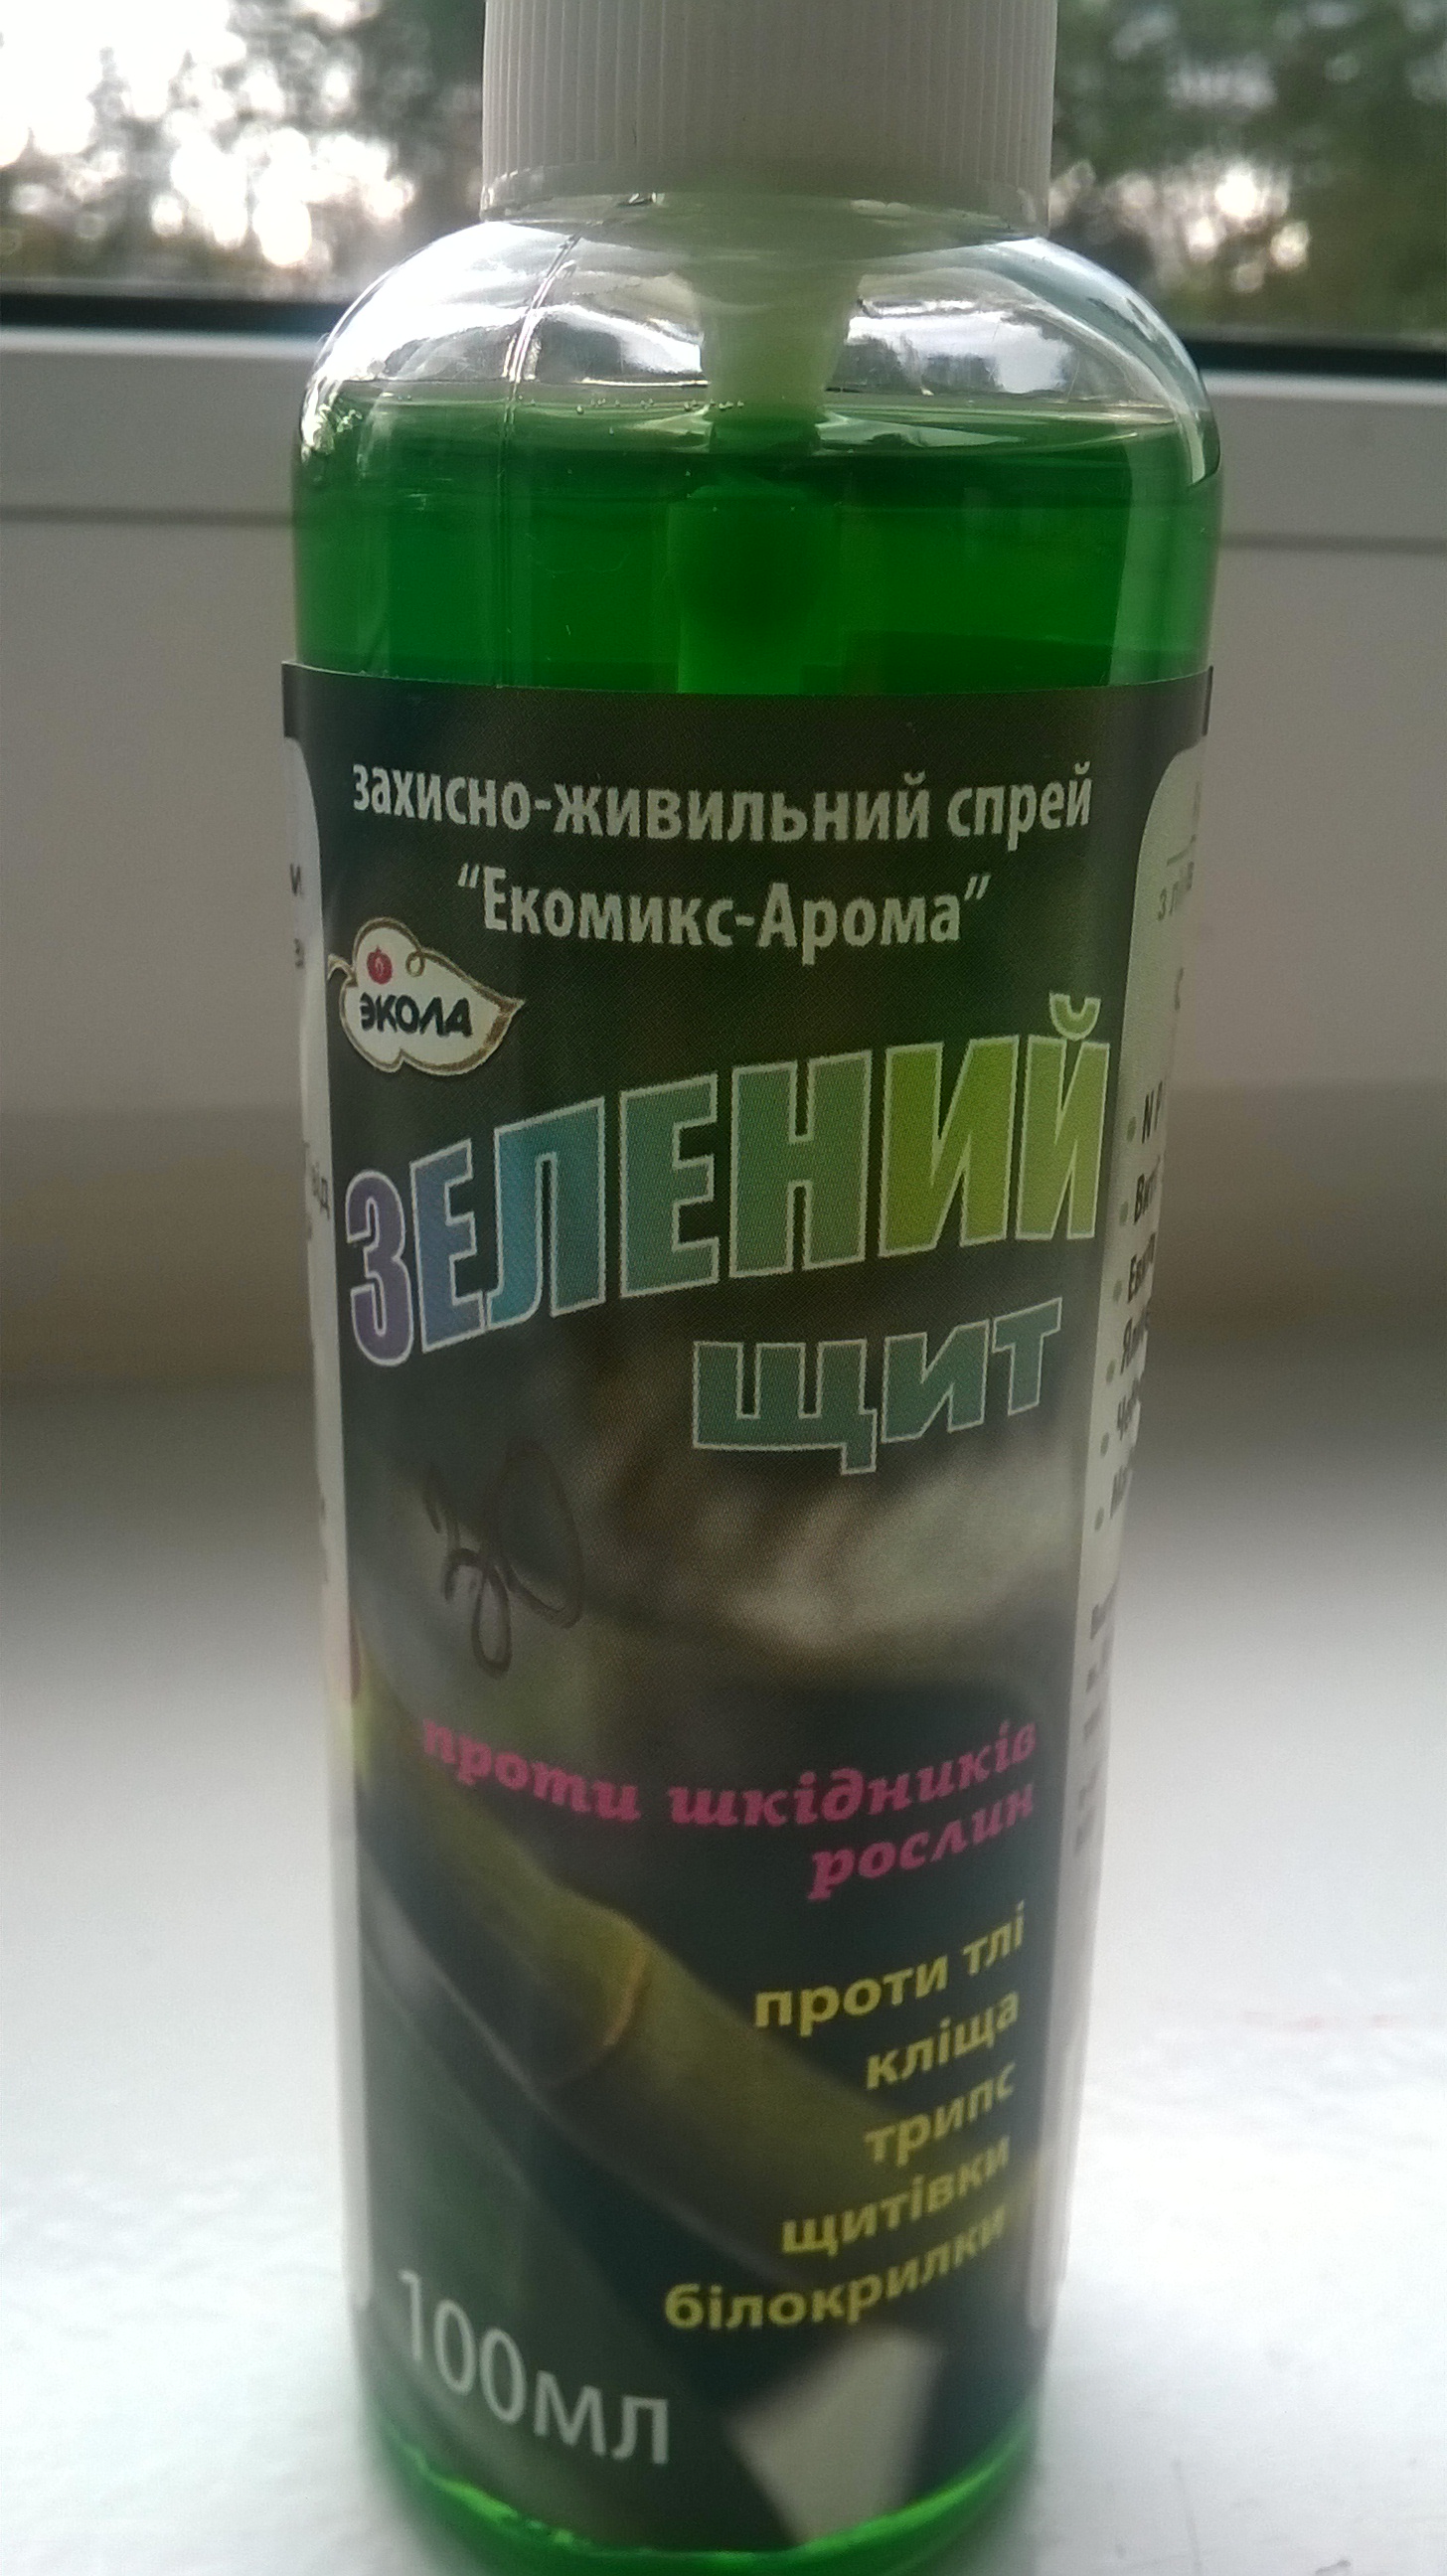 захисно-живильний спрей
“Екомикс-Арома”
ЭКОЛА
ЗЕЛЕНИЙ
ЩИТ
проти шкідників
рослин
проти тлі
кліща
трипс
щитівки
білокрилки
100мл